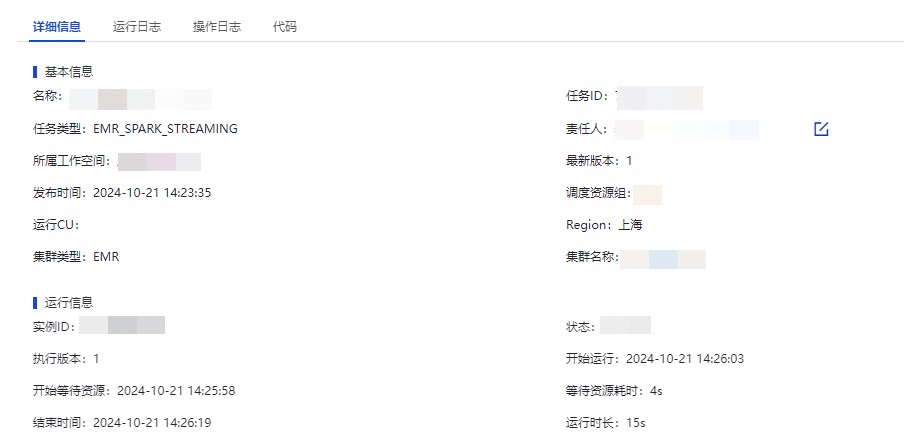 详细信息 运行日志 操作日志 代码
基本信息
名称： 任务ID：
任务类型：EMR_SPARK_STREAMING 责任人：
所属工作空间： 最新版本：1
发布时间：2024-10-21 14:23:35 调度资源组：
运行CU： Region：上海
集群类型：EMR 集群名称：
运行信息
实例ID： 状态：
执行版本：1 开始运行：2024-10-21 14:26:03
开始等待资源：2024-10-21 14:25:58 等待资源耗时：4s
结束时间：2024-10-21 14:26:19 运行时长：15s